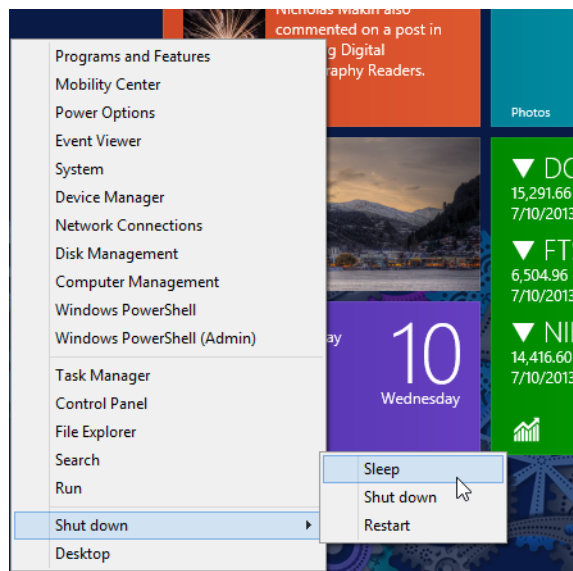 Nicholas Makin also
commented on a post in
g Digital
raphy Readers.
Programs and Features
Mobility Center
Power Options
Event Viewer
System
Device Manager
Network Connections
Disk Management
Computer Management
Windows PowerShell
Windows PowerShell (Admin)
Task Manager
Control Panel
File Explorer
Search
Run
Shut down
Desktop
Sleep
Shut down
Restart
Photos
ay
10
Wednesday
▼ DO
15,291.66
7/10/2013
▼ FT
6,504.96
7/10/2013
▼ NI
14,416.60
7/10/2013